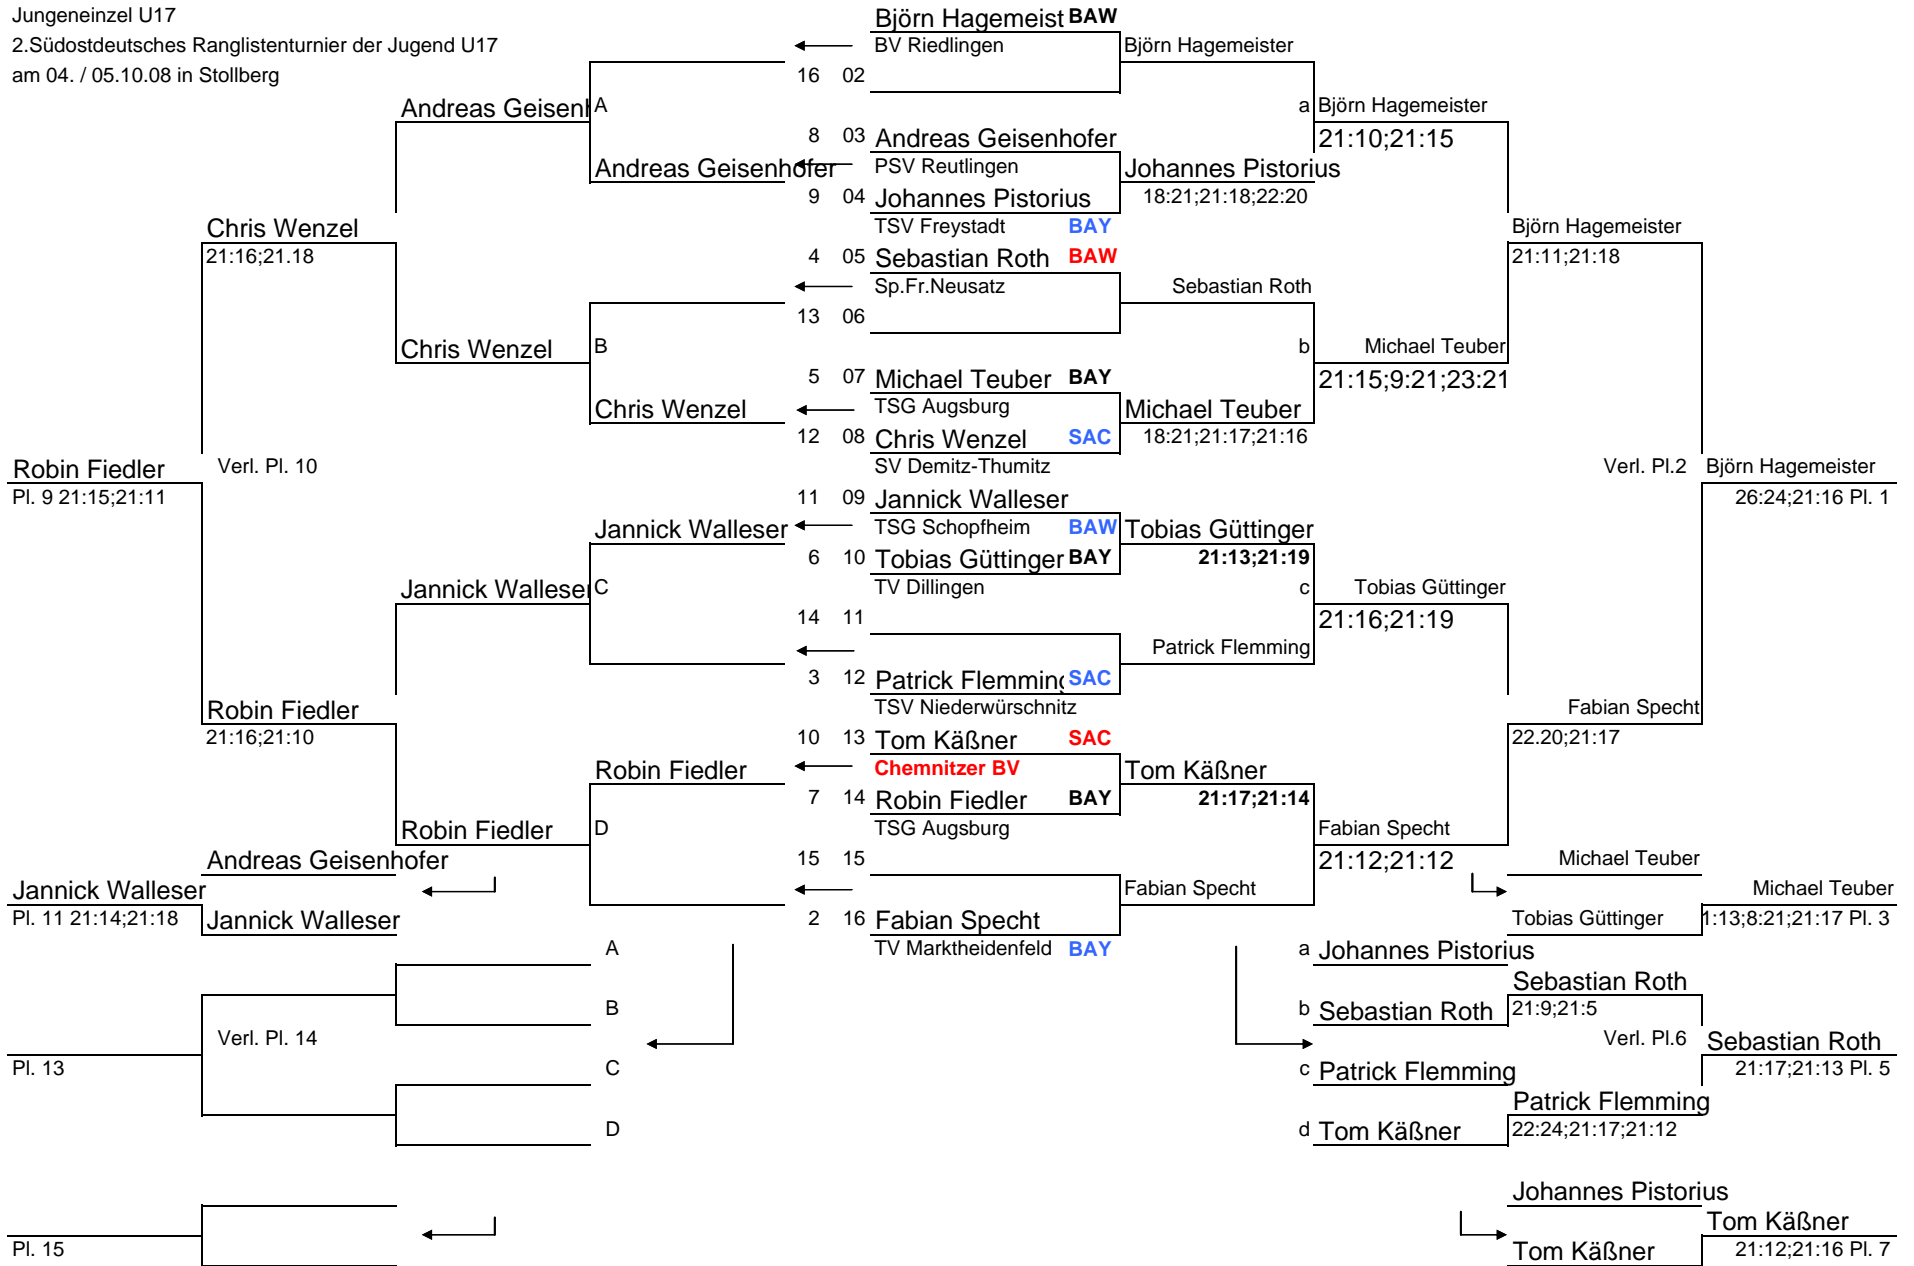 Jungeneinzel U17
2.Südostdeutsches Ranglistenturnier der Jugend U17
am 04. / 05.10.08 in Stollberg
Björn Hagemeist BAW
BV Riedlingen
Björn Hagemeister
16 02
Andreas Geisenh A
a Björn Hagemeister
8 03 Andreas Geisenhofer
21:10;21:15
Andreas Geisenhofer
PSV Reutlingen
Johannes Pistorius
9 04 Johannes Pistorius
18:21;21:18;22:20
TSV Freystadt BAY
Chris Wenzel
Björn Hagemeister
21:16;21.18
4 05 Sebastian Roth BAW
21:11;21:18
Sp.Fr.Neusatz
Sebastian Roth
13 06
Chris Wenzel B
b Michael Teuber
5 07 Michael Teuber BAY
21:15;9:21;23:21
Chris Wenzel
TSG Augsburg
Michael Teuber
12 08 Chris Wenzel SAC
18:21;21:17;21:16
SV Demitz-Thumitz
Robin Fiedler
Verl. Pl. 10
Verl. Pl.2
Björn Hagemeister
Pl. 9 21:15;21:11
26:24;21:16 Pl. 1
11 09 Jannick Walleser
Jannick Walleser
TSG Schopfheim BAW
Tobias Güttinger
6 10 Tobias Güttinger BAY
21:13;21:19
Jannick Walleser C
TV Dillingen
c Tobias Güttinger
14 11
21:16;21:19
Patrick Flemming
3 12 Patrick Flemming SAC
TSV Niederwürschnitz
Robin Fiedler
Fabian Specht
21:16;21:10
22.20;21:17
10 13 Tom Käßner SAC
Robin Fiedler
Chemnitzer BV
Tom Käßner
7 14 Robin Fiedler BAY
21:17;21:14
Robin Fiedler D
TSG Augsburg
Fabian Specht
Andreas Geisenhofer
15 15
21:12;21:12
Michael Teuber
Jannick Walleser
Fabian Specht
Michael Teuber
Pl. 11 21:14;21:18
Jannick Walleser
2 16 Fabian Specht
Tobias Güttinger
1:13;8:21;21:17 Pl. 3
TV Marktheidenfeld BAY
A
a Johannes Pistorius
Sebastian Roth
B
b Sebastian Roth
21:9;21:5
Verl. Pl. 14
Verl. Pl.6
Sebastian Roth
Pl. 13
C
c Patrick Flemming
21:17;21:13 Pl. 5
Patrick Flemming
D
d Tom Käßner
22:24;21:17;21:12
Johannes Pistorius
Tom Käßner
Pl. 15
Tom Käßner
21:12;21:16 Pl. 7